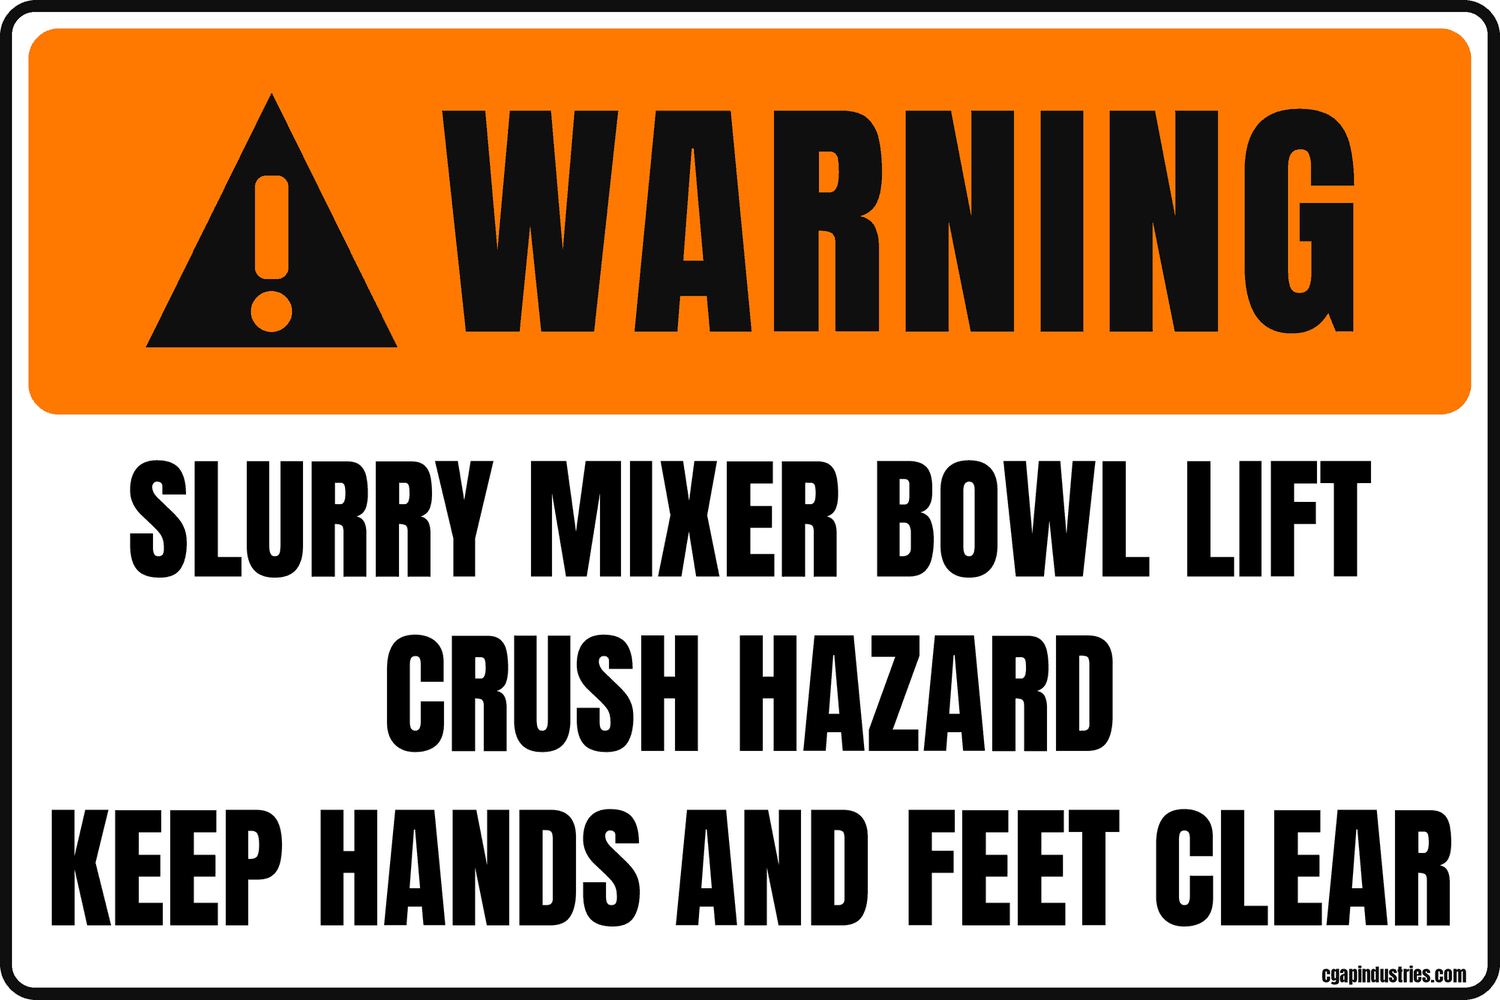 WARNING
SLURRY MIXER BOWL LIFT
CRUSH HAZARD
KEEP HANDS AND FEET CLEAR
cgapindustries.com